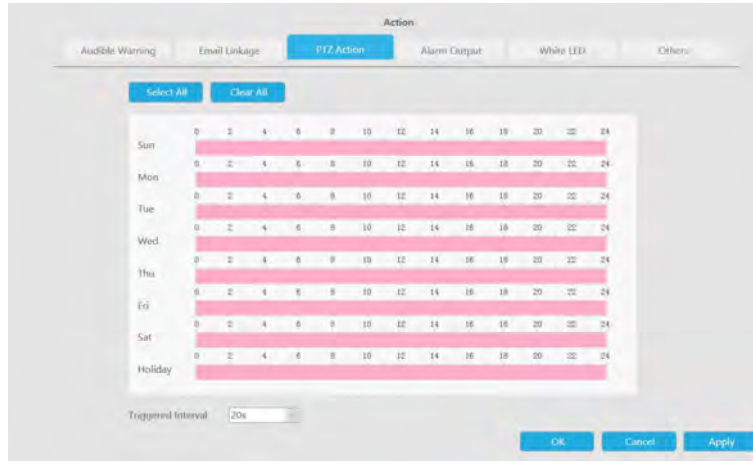 Action
Audible Warning Email Linkage PTZ Action Alarm Output White LED Others
Select All Clear All
0 2 4 6 8 10 12 14 16 18 20 22 24
Sun
0 2 4 6 8 10 12 14 16 18 20 22 24
Mon
0 2 4 6 8 10 12 14 16 18 20 22 24
Tue
0 2 4 6 8 10 12 14 16 18 20 22 24
Wed
0 2 4 6 8 10 12 14 16 18 20 22 24
Thu
0 2 4 6 8 10 12 14 16 18 20 22 24
Fri
0 2 4 6 8 10 12 14 16 18 20 22 24
Sat
0 2 4 6 8 10 12 14 16 18 20 22 24
Holiday
Triggered Interval 20s
OK Cancel Apply